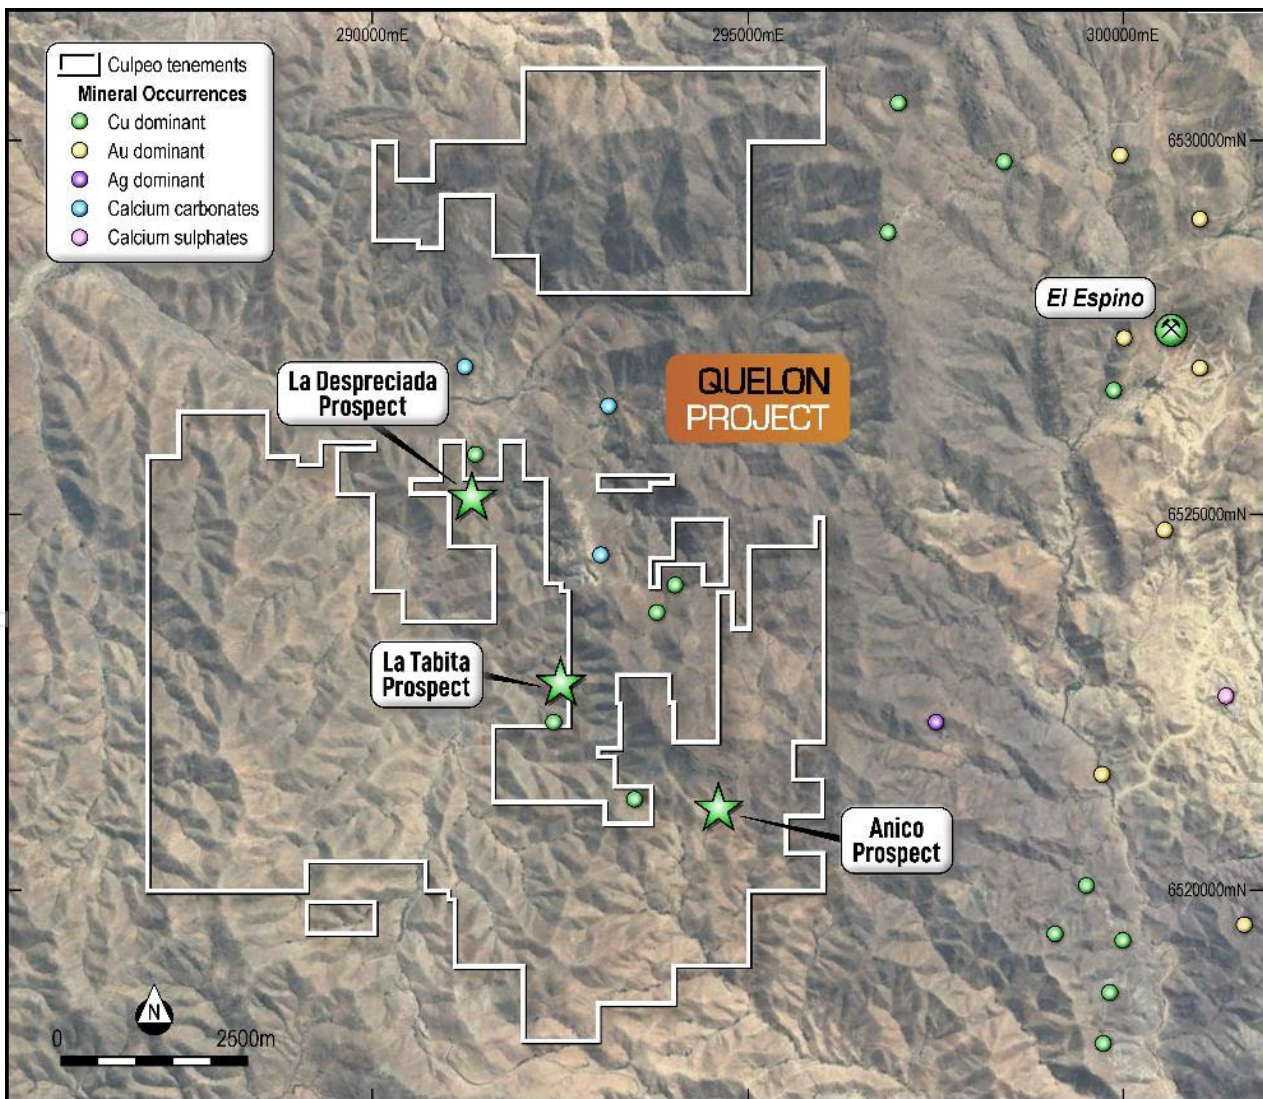 290000mE
295000mE
300000mE
Culpeo tenements
Mineral Occurrences
Cu dominant
Au dominant
Ag dominant
Calcium carbonates
Calcium sulphates
6530000mN
El Espino
La Despreciada
Prospect
QUELON
PROJECT
6525000mN
La Tabita
Prospect
Anico
Prospect
6520000mN
N
0
2500m